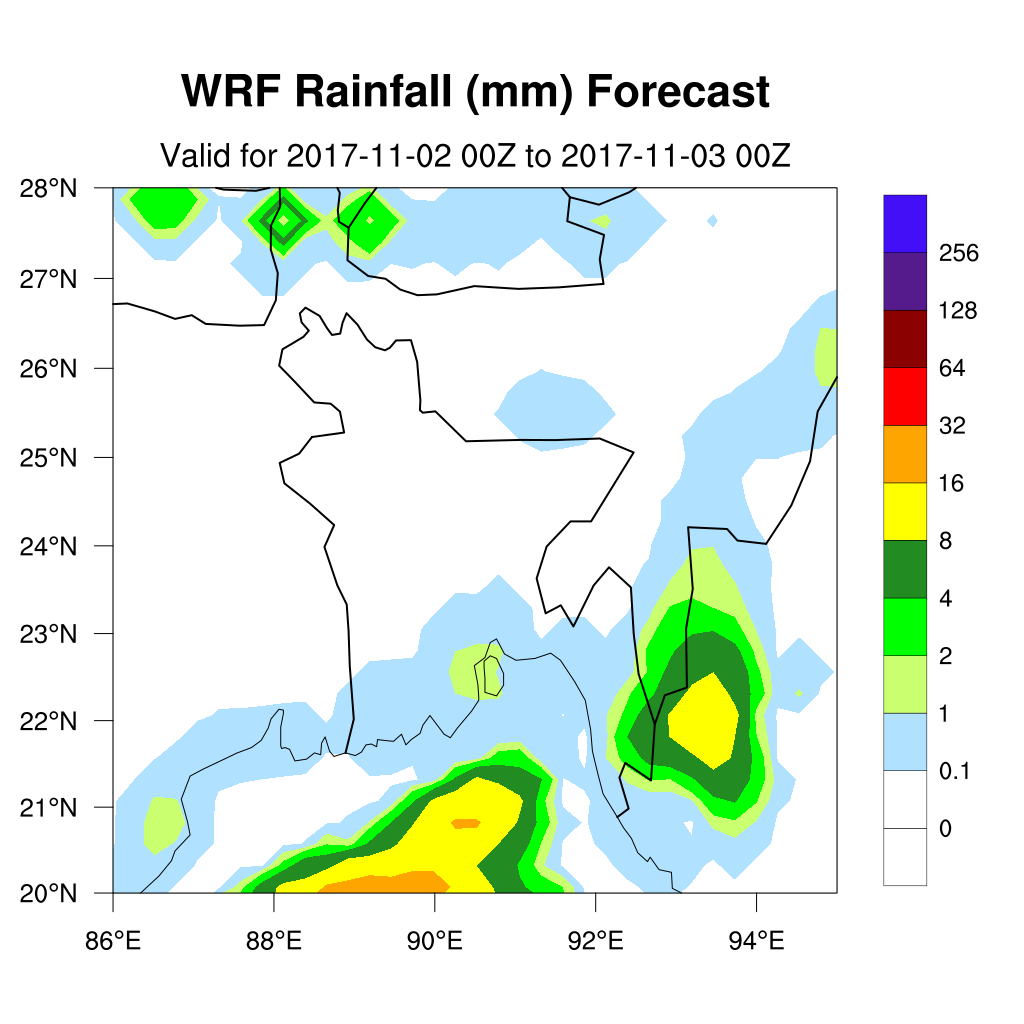 WRF Rainfall (mm) Forecast
Valid for 2017-11-02 00Z to 2017-11-03 00Z
28°N
27°N
26°N
25°N
24°N
23°N
22°N
21°N
20°N
86°E 88°E 90°E 92°E 94°E
256
128
64
32
16
8
4
2
1
0.1
0